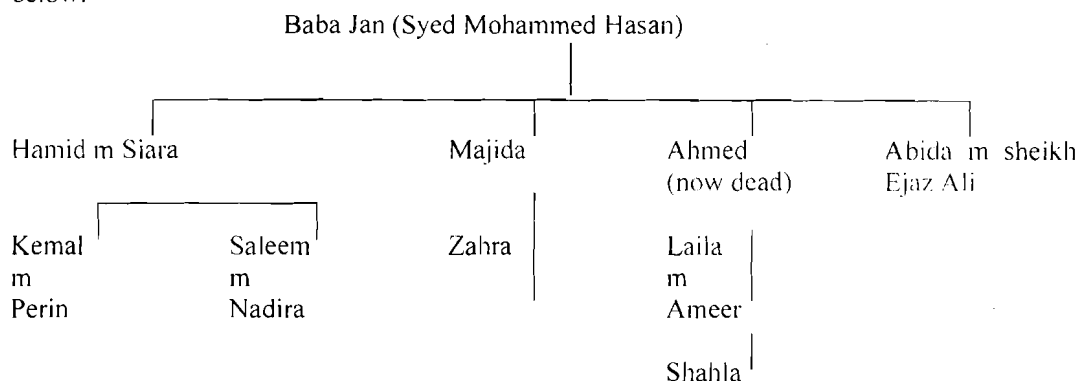 below.
Baba Jan (Syed Mohammed Hasan)
Hamid m Siara Majida Ahmed Abida m sheikh
(now dead) Ejaz Ali
Kemal Saleem Zahra Laila
m m m
Perin Nadira Ameer
Shahla